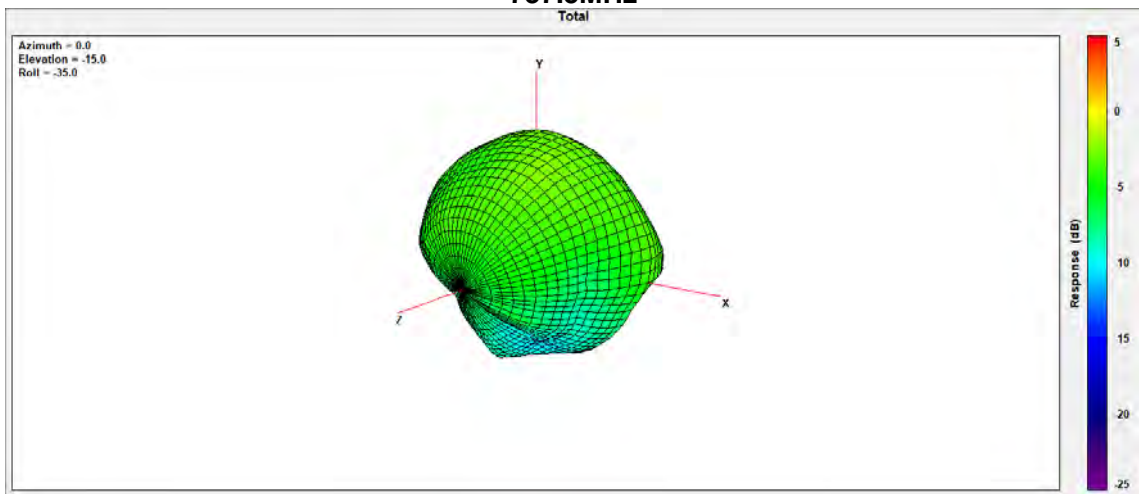 Total
Azimuth = 0.0
Elevation = -15.0
Roll = -35.0
Y
X
Z
Response (dB)
5
0
5
10
15
-20
-25